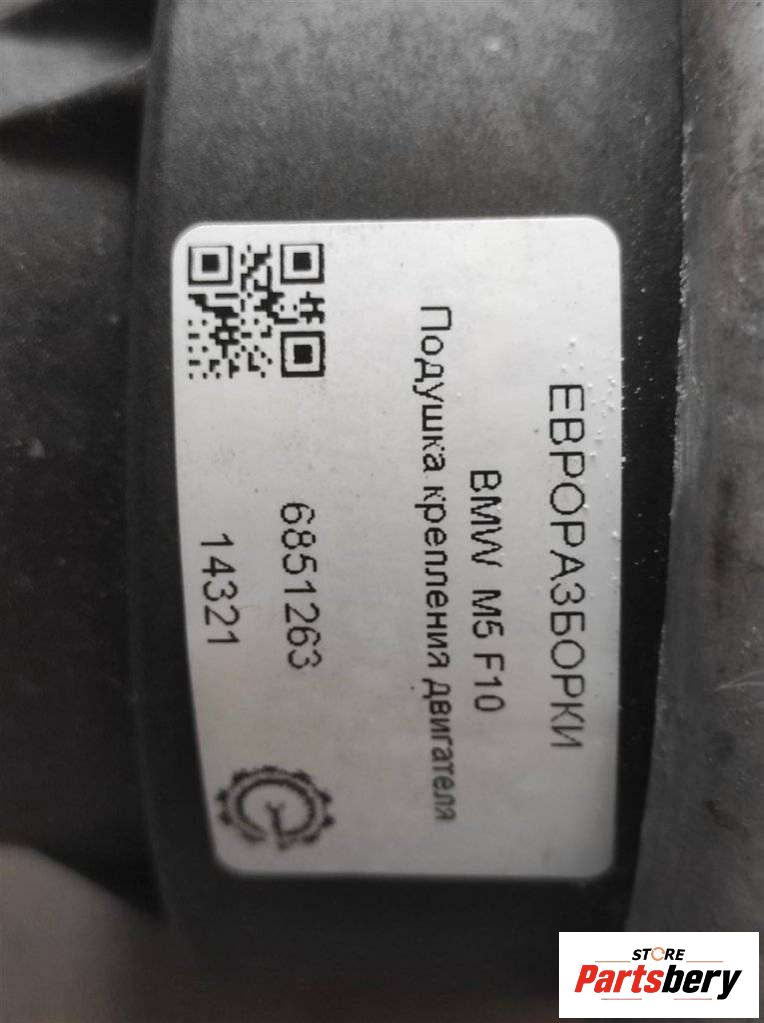 ЕВРОРАЗБОРКИ
BMW M5 F10
Подушка крепления двигателя
6851263
14321
STORE
Partsbery